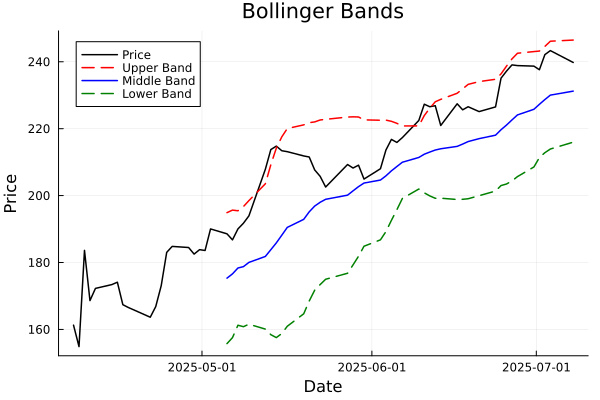 Bollinger Bands
Price
Upper Band
Middle Band
Lower Band
Price
240
220
200
180
160
2025-05-01
2025-06-01
2025-07-01
Date